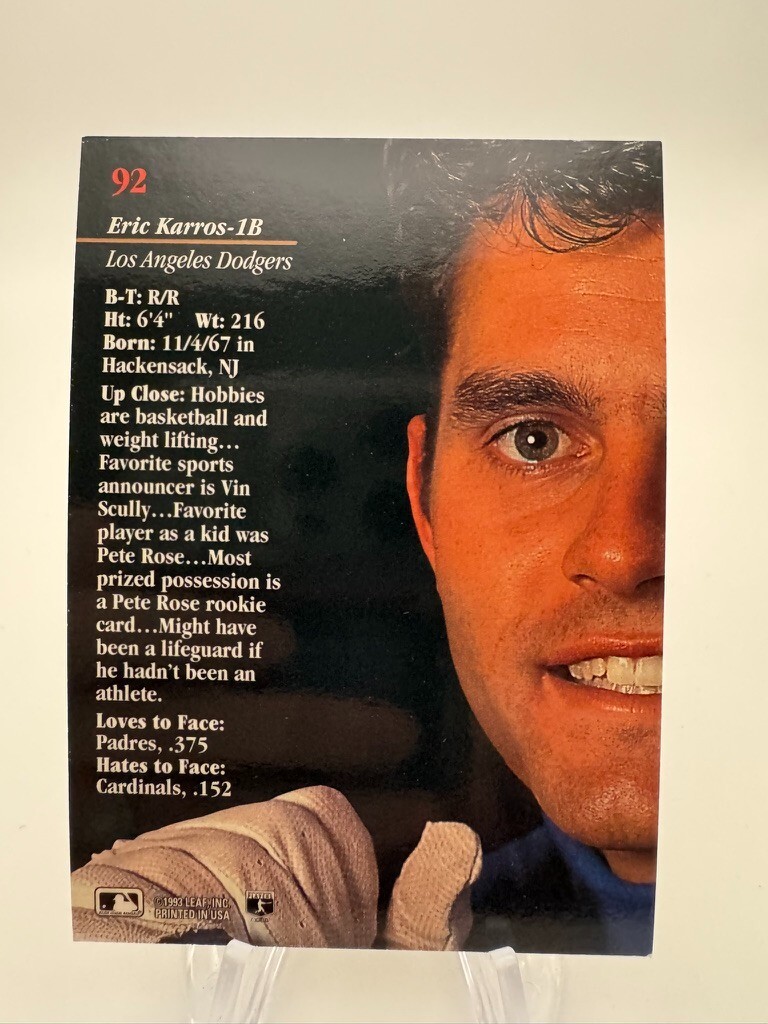 92
Eric Karros-1B
Los Angeles Dodgers
B-T: R/R
Ht: 6'4" Wt: 216
Born: 11/4/67 in
Hackensack, NJ
Up Close: Hobbies
are basketball and
weight lifting...
Favorite sports
announcer is Vin
Scully...Favorite
player as a kid was
Pete Rose...Most
prized possession is
a Pete Rose rookie
card...Might have
been a lifeguard if
he hadn't been an
athlete.
Loves to Face:
Padres, .375
Hates to Face:
Cardinals, .152
©1993 LEAF, INC.
PRINTED IN USA
PLAYERS